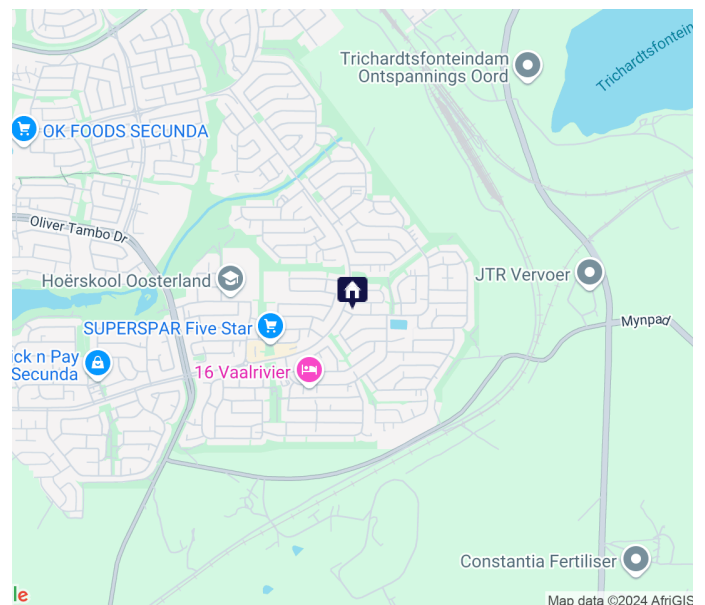 Trichardtsfonteindam
Ontspannings Oord
Trichardtsfontein
OK FOODS SECUNDA
Oliver Tambo Dr
Hoërskool Oosterland
JTR Vervoer
SUPERSPAR Five Star
Mynpad
ick n Pay
Secunda
16 Vaalrivier
Constantia Fertiliser
le
Map data ©2024 AfriGIS